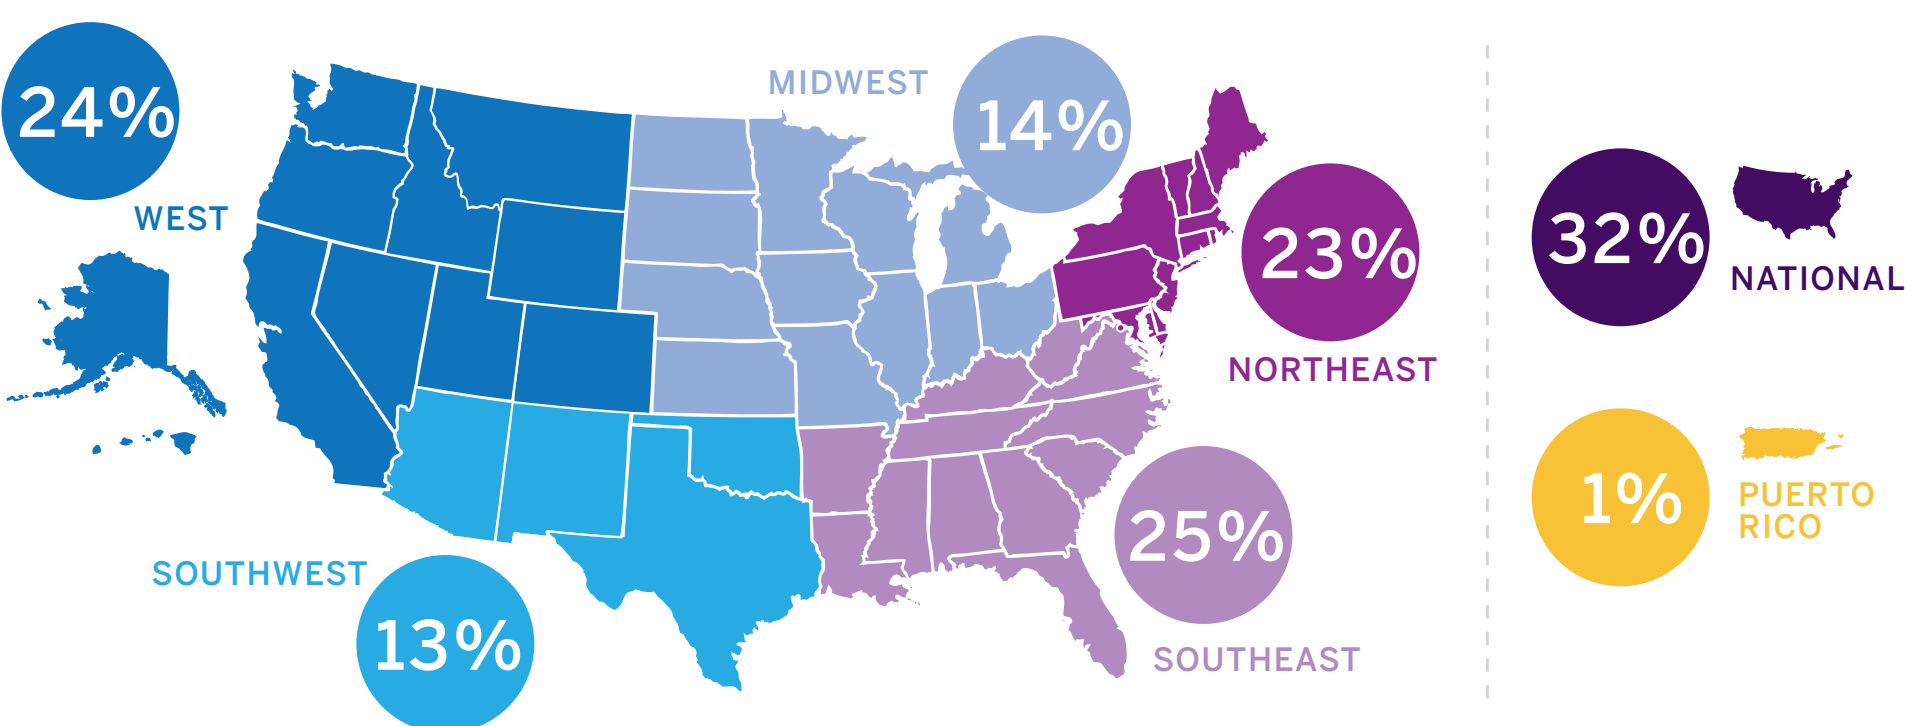 24%
WEST
MIDWEST
14%
23%
NORTHEAST
SOUTHWEST
13%
25%
SOUTHEAST
32%
NATIONAL
1%
PUERTO
RICO